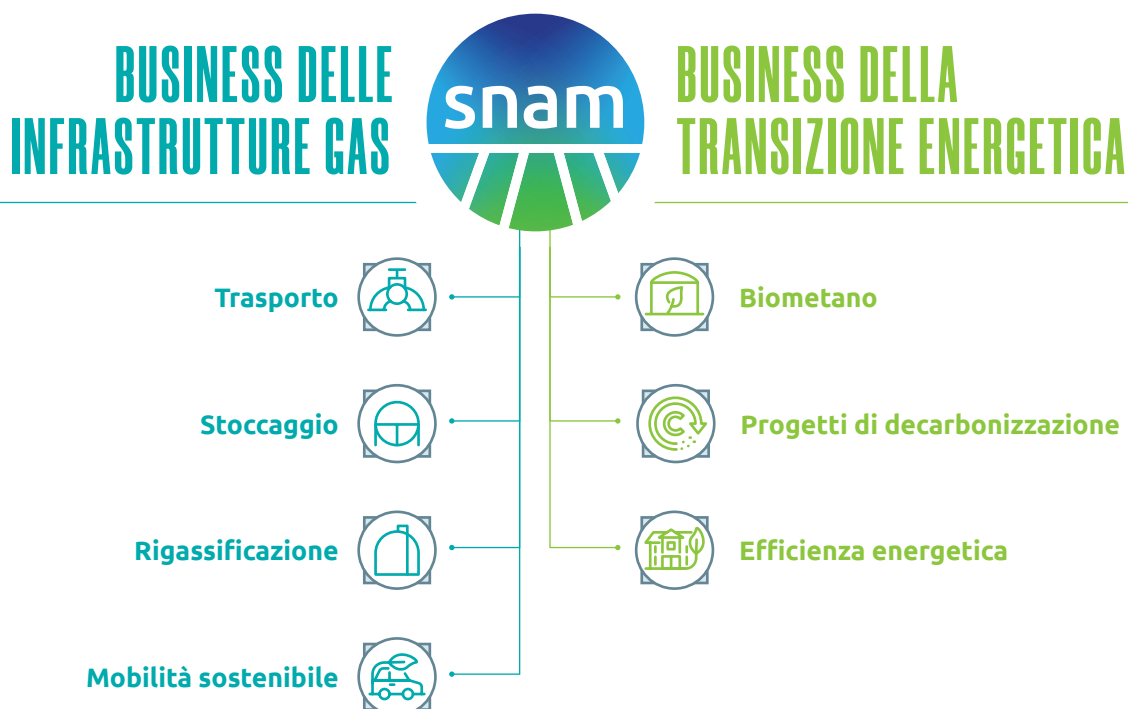 BUSINESS DELLE
INFRASTRUTTURE GAS
snam
BUSINESS DELLA
TRANSIZIONE ENERGETICA
Trasporto
Stoccaggio
Rigassificazione
Mobilità sostenibile
Biometano
Progetti di decarbonizzazione
Efficienza energetica